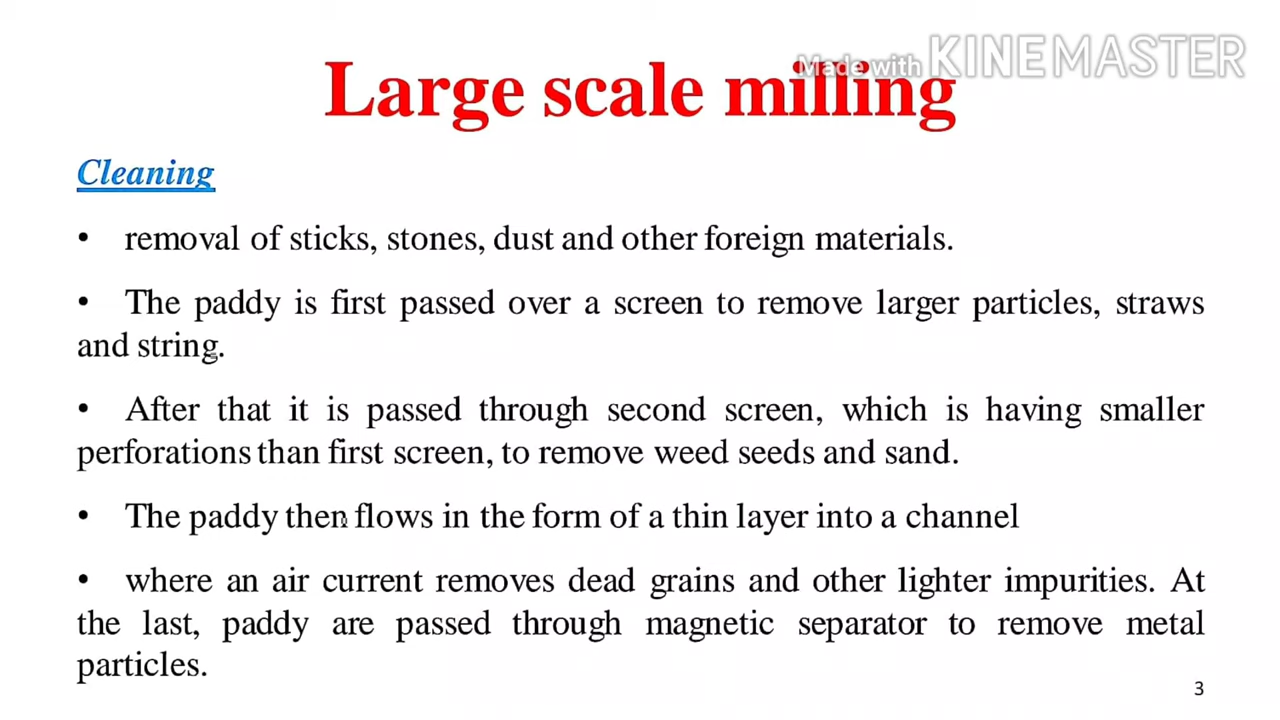 Made with KINEMASTER
Large scale milling
Cleaning
• removal of sticks, stones, dust and other foreign materials.
• The paddy is first passed over a screen to remove larger particles, straws
and string.
• After that it is passed through second screen, which is having smaller
perforations than first screen, to remove weed seeds and sand.
• The paddy then flows in the form of a thin layer into a channel
• where an air current removes dead grains and other lighter impurities. At
the last, paddy are passed through magnetic separator to remove metal
particles.
3